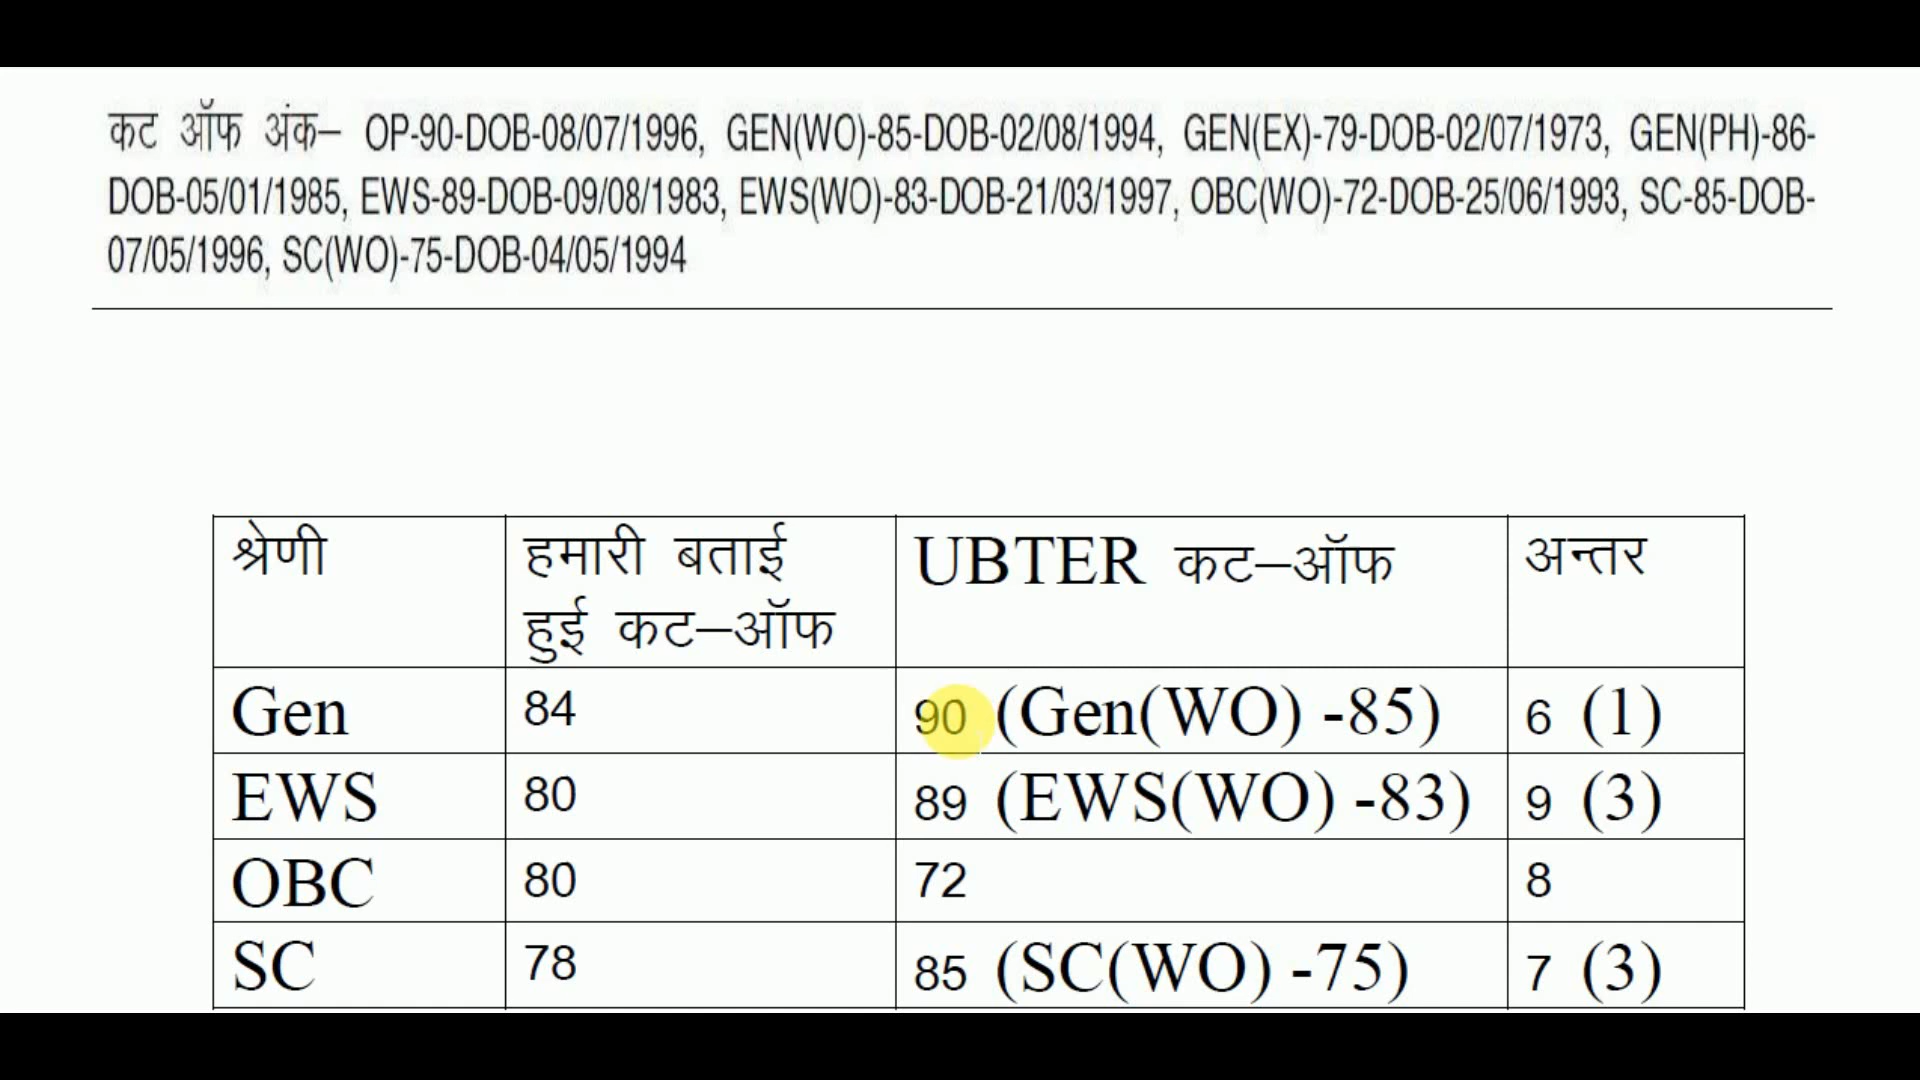 कट ऑफ अंक– OP-90-DOB-08/07/1996, GEN(WO)-85-DOB-02/08/1994, GEN(EX)-79-DOB-02/07/1973, GEN(PH)-86-
DOB-05/01/1985, EWS-89-DOB-09/08/1983, EWS(WO)-83-DOB-21/03/1997, OBC(WO)-72-DOB-25/06/1993, SC-85-DOB-
07/05/1996, SC(WO)-75-DOB-04/05/1994
श्रेणी हमारी बताई हुई कट–ऑफ UBTER कट–ऑफ अन्तर
Gen 84 90 (Gen(WO) -85) 6 (1)
EWS 80 89 (EWS(WO) -83) 9 (3)
OBC 80 72 8
SC 78 85 (SC(WO) -75) 7 (3)